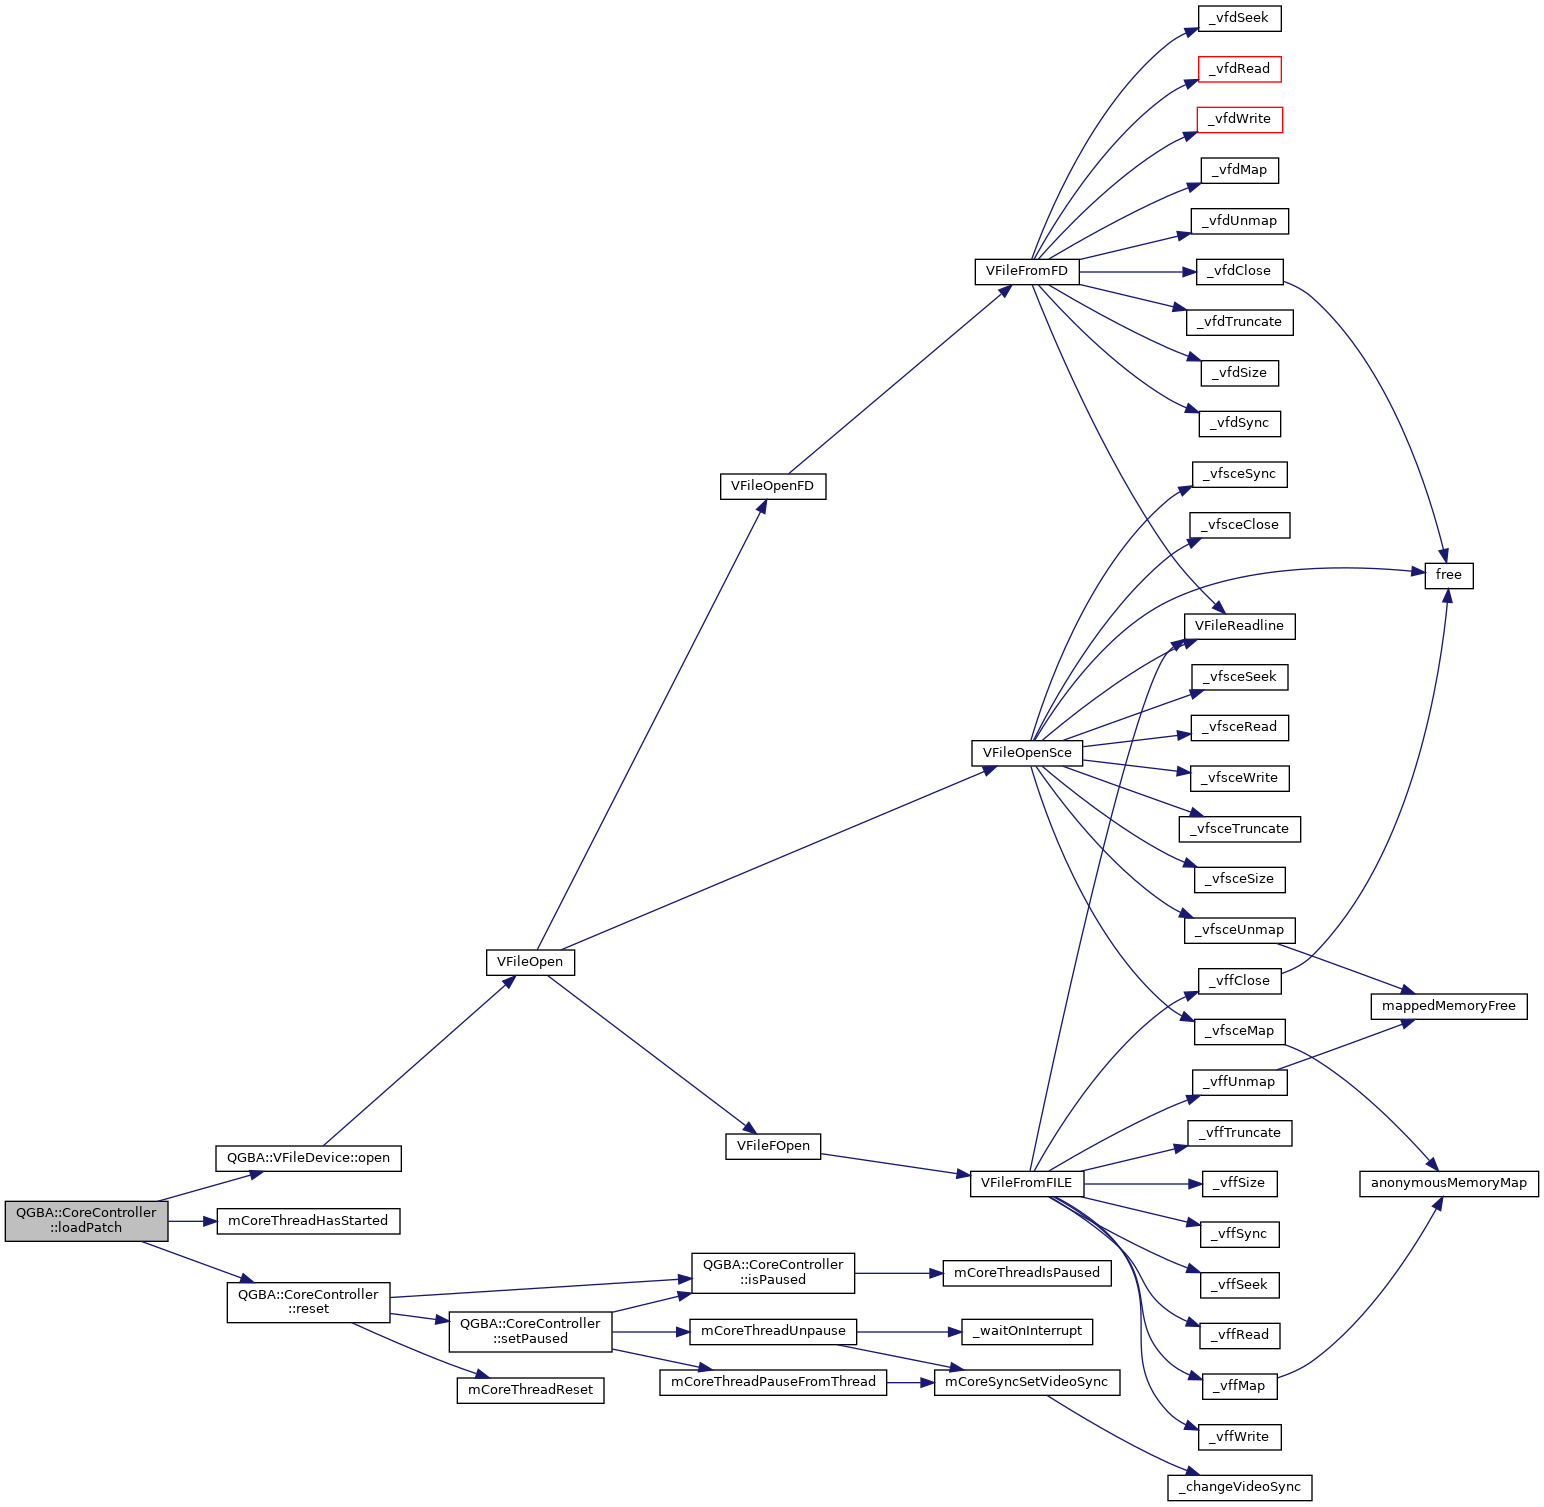 _vfdSeek
_vfdRead
_vfdWrite
_vfdMap
_vfdUnmap
VFileFromFD
_vfdClose
_vfdTruncate
_vfdSize
_vfdSync
_vfsceSync
VFileOpenFD
_vfsceClose
free
VFileReadline
_vfsceSeek
_vfsceRead
VFileOpenSce
_vfsceWrite
_vfsceTruncate
_vfsceSize
_vfsceUnmap
VFileOpen
_vffClose
mappedMemoryFree
_vfsceMap
_vffUnmap
_vffTruncate
VFileFOpen
QGBA::VFileDevice::open
VFileFromFILE
_vffSize
anonymousMemoryMap
QGBA::CoreController
::loadPatch
mCoreThreadHasStarted
_vffSync
QGBA::CoreController
::isPaused
mCoreThreadIsPaused
_vffSeek
QGBA::CoreController
::reset
QGBA::CoreController
::setPaused
mCoreThreadUnpause
_waitOnInterrupt
_vffRead
mCoreThreadReset
mCoreThreadPauseFromThread
mCoreSyncSetVideoSync
_vffMap
_vffWrite
_changeVideoSync